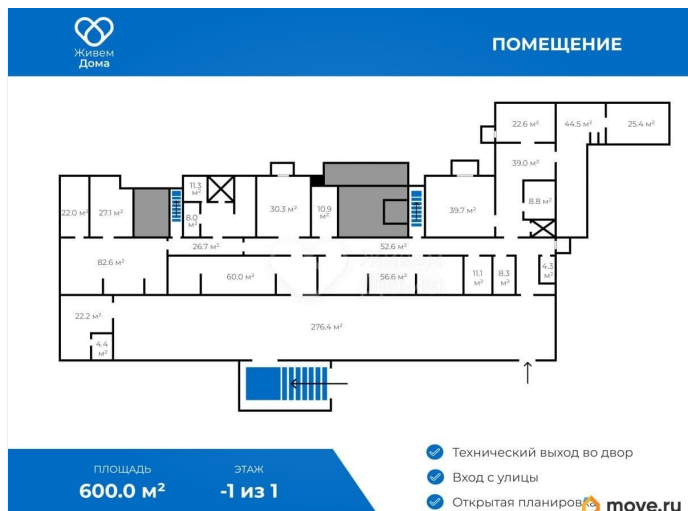 Живем
Дома
ПОМЕЩЕНИЕ
22.6 м²
44.5 м²
25.4 м²
39.0 м²
11.3
м²
22.0 м²
27.1 м²
8.0
30.3 м²
10.9
м²
39.7 м²
8.8 м²
26.7 м²
52.6 м²
82.6 м²
60.0 м²
56.6 м²
11.1
м²
8.3
м²
4.3
м²
22.2 м²
276.4 м²
4.4
м²
ПЛОЩАДЬ
600.0 м²
ЭТАЖ
-1 из 1
Технический выход во двор
Вход с улицы
Открытая планировка
move.ru